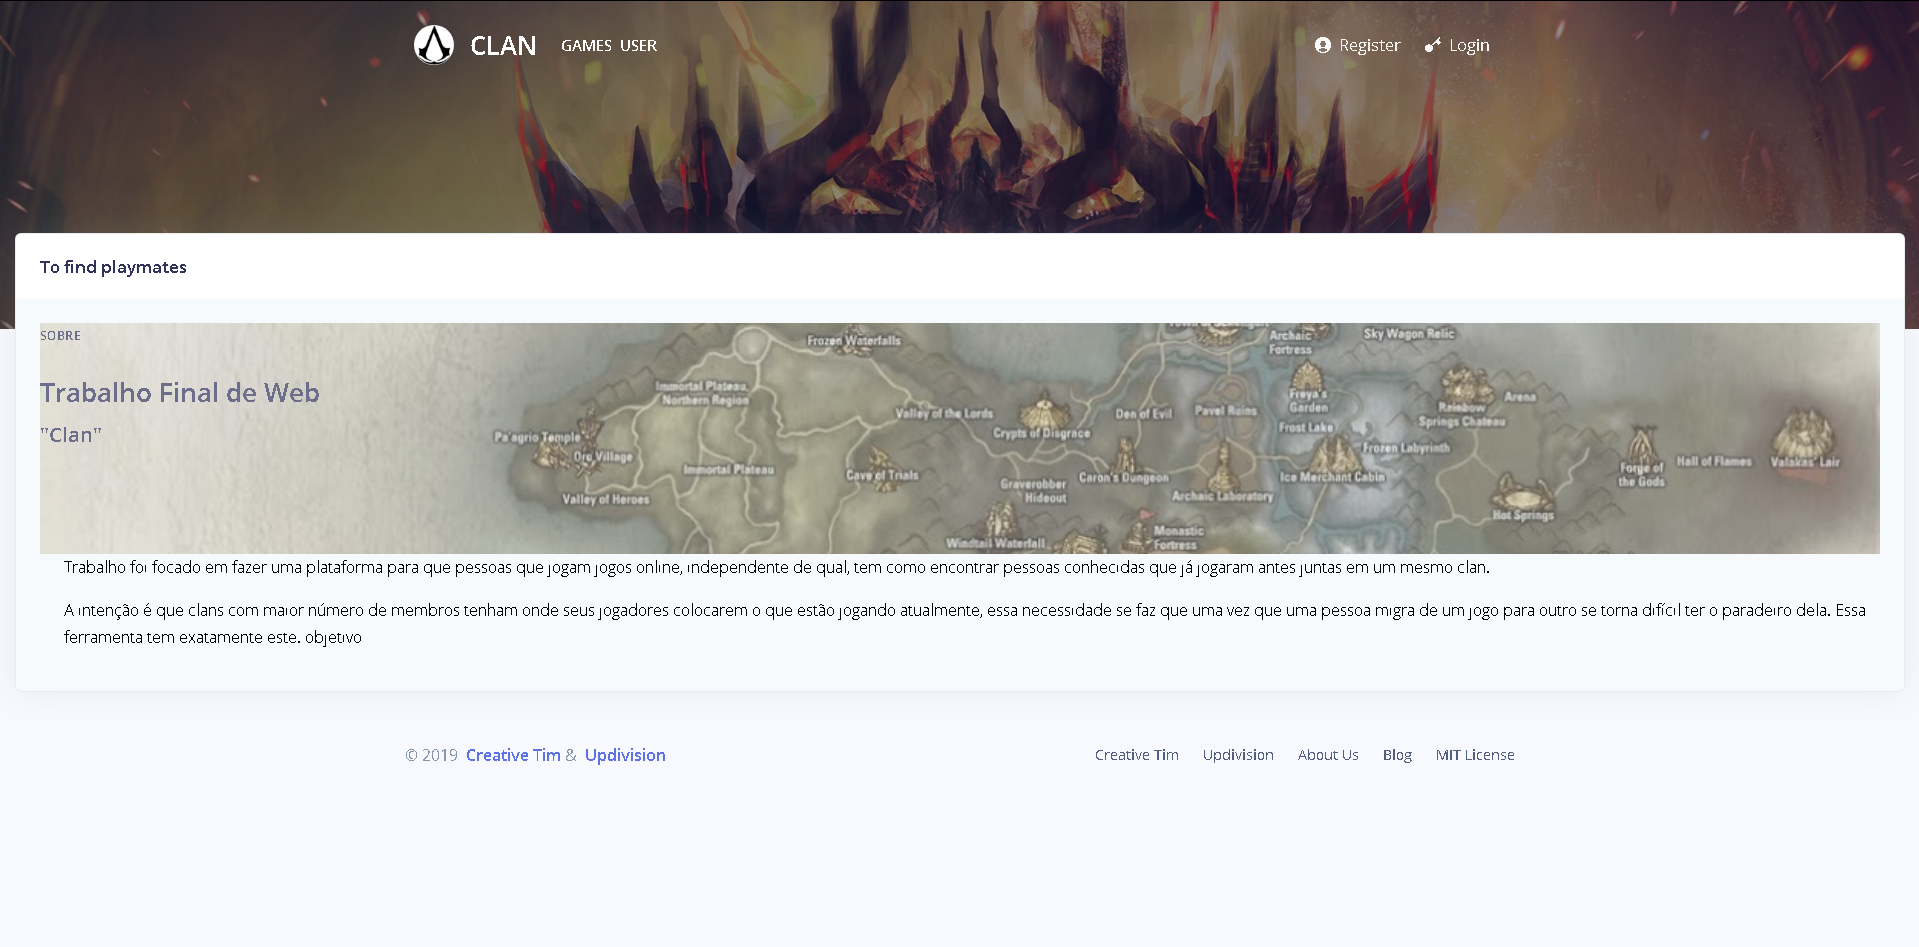 CLAN GAMES USER Register Login
To find playmates
SOBRE
Trabalho Final de Web
"Clan"
Frozen Waterfalls
Archaic
Fortress
Sky Wagon Relic
Immortal Plateau,
Northern Region
Valley of the Lords
Den of Evil
Pavel Ruins
Freya's
Garden
Rainbow
Springs Chateau
Arena
Pa'agrio Temple
Orc Village
Crypts of Disgrace
Frost Lake
Frozen Labyrinth
Immortal Plateau
Cave of Trials
Caron's Dungeon
Ice Merchant Cabin
Forge of
the Gods
Hall of Flames
Valakas' Lair
Valley of Heroes
Graverobber
Hideout
Archaic Laboratory
Hot Springs
Windtail Waterfall
Monastic
Fortress
Trabalho foi focado em fazer uma plataforma para que pessoas que jogam jogos online, independente de qual, tem como encontrar pessoas conhecidas que já jogaram antes juntas em um mesmo clan.
A intenção é que clans com maior número de membros tenham onde seus jogadores colocarem o que estão jogando atualmente, essa necessidade se faz que uma vez que uma pessoa migra de um jogo para outro se torna difícil ter o paradeiro dela. Essa
ferramenta tem exatamente este. objetivo
© 2019 Creative Tim & Updivision Creative Tim Updivision About Us Blog MIT License